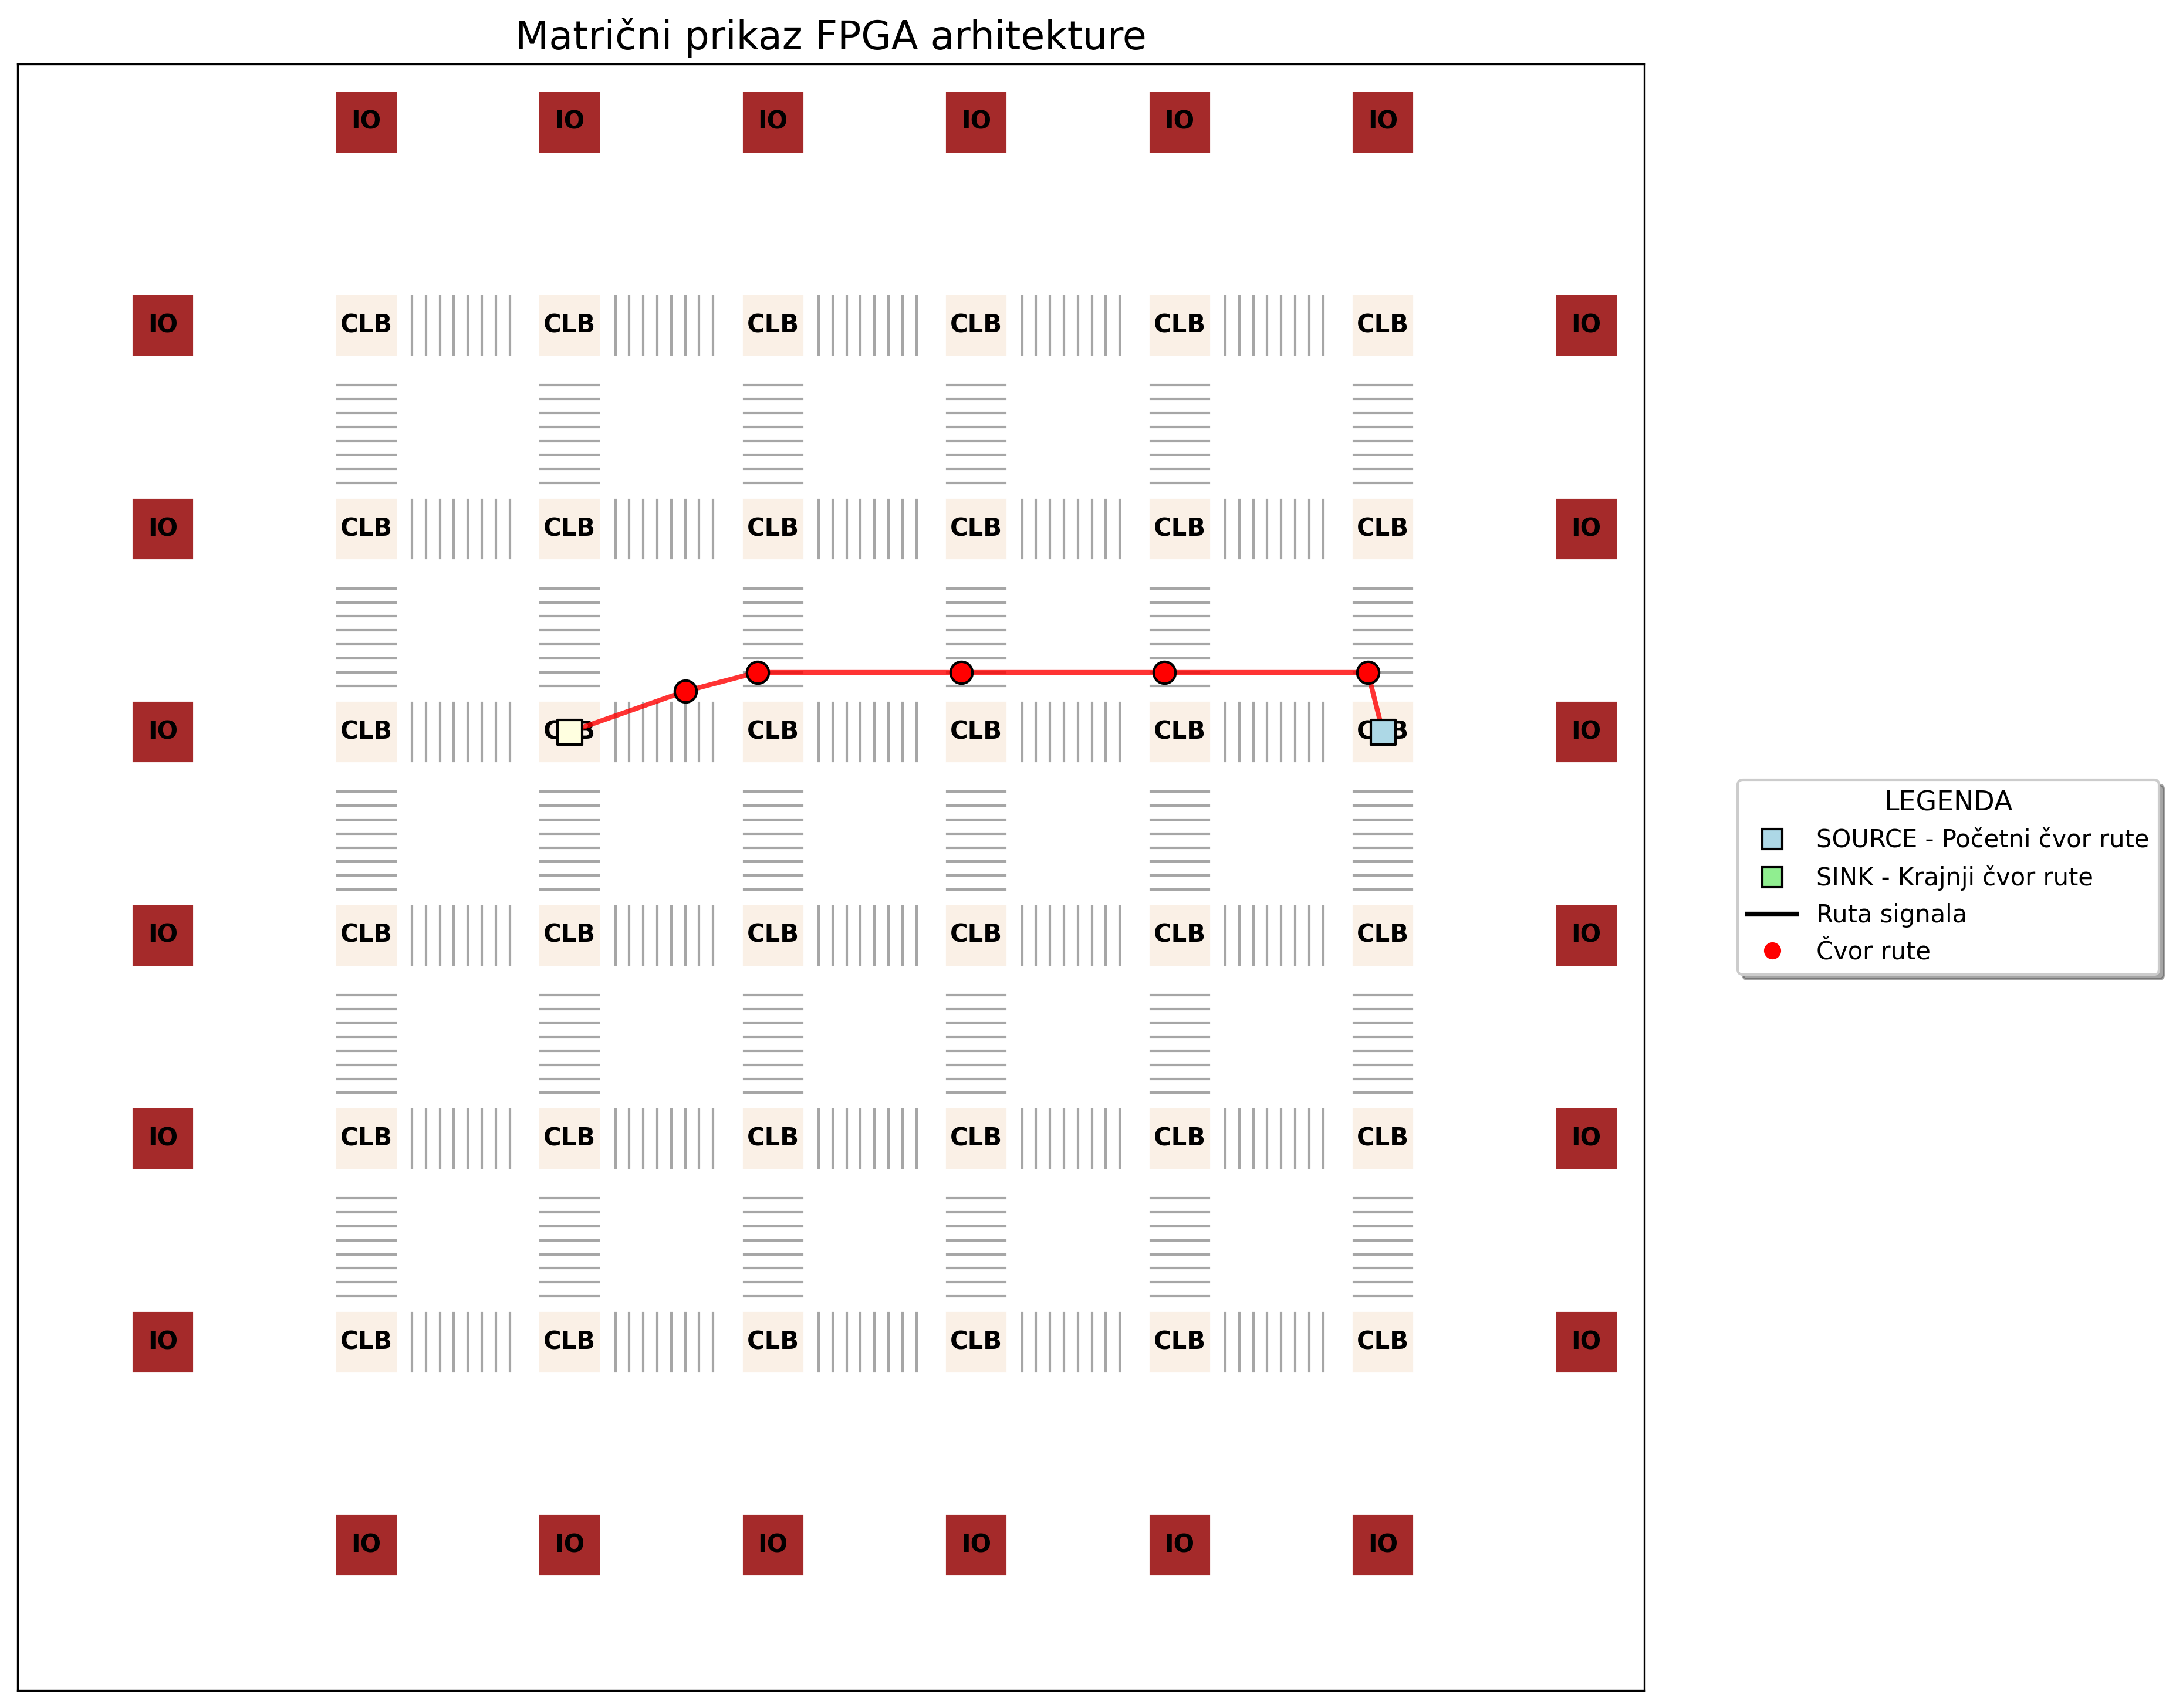 Matrični prikaz FPGA arhitekture
IO IO IO IO IO IO
IO CLB CLB CLB CLB CLB CLB IO
IO CLB CLB CLB CLB CLB CLB IO
IO CLB CLB CLB CLB CLB IO
LEGENDA
SOURCE - Početni čvor rute
SINK - Krajnji čvor rute
Ruta signala
Čvor rute
IO CLB CLB CLB CLB CLB CLB IO
IO CLB CLB CLB CLB CLB CLB IO
IO CLB CLB CLB CLB CLB CLB IO
IO IO IO IO IO IO